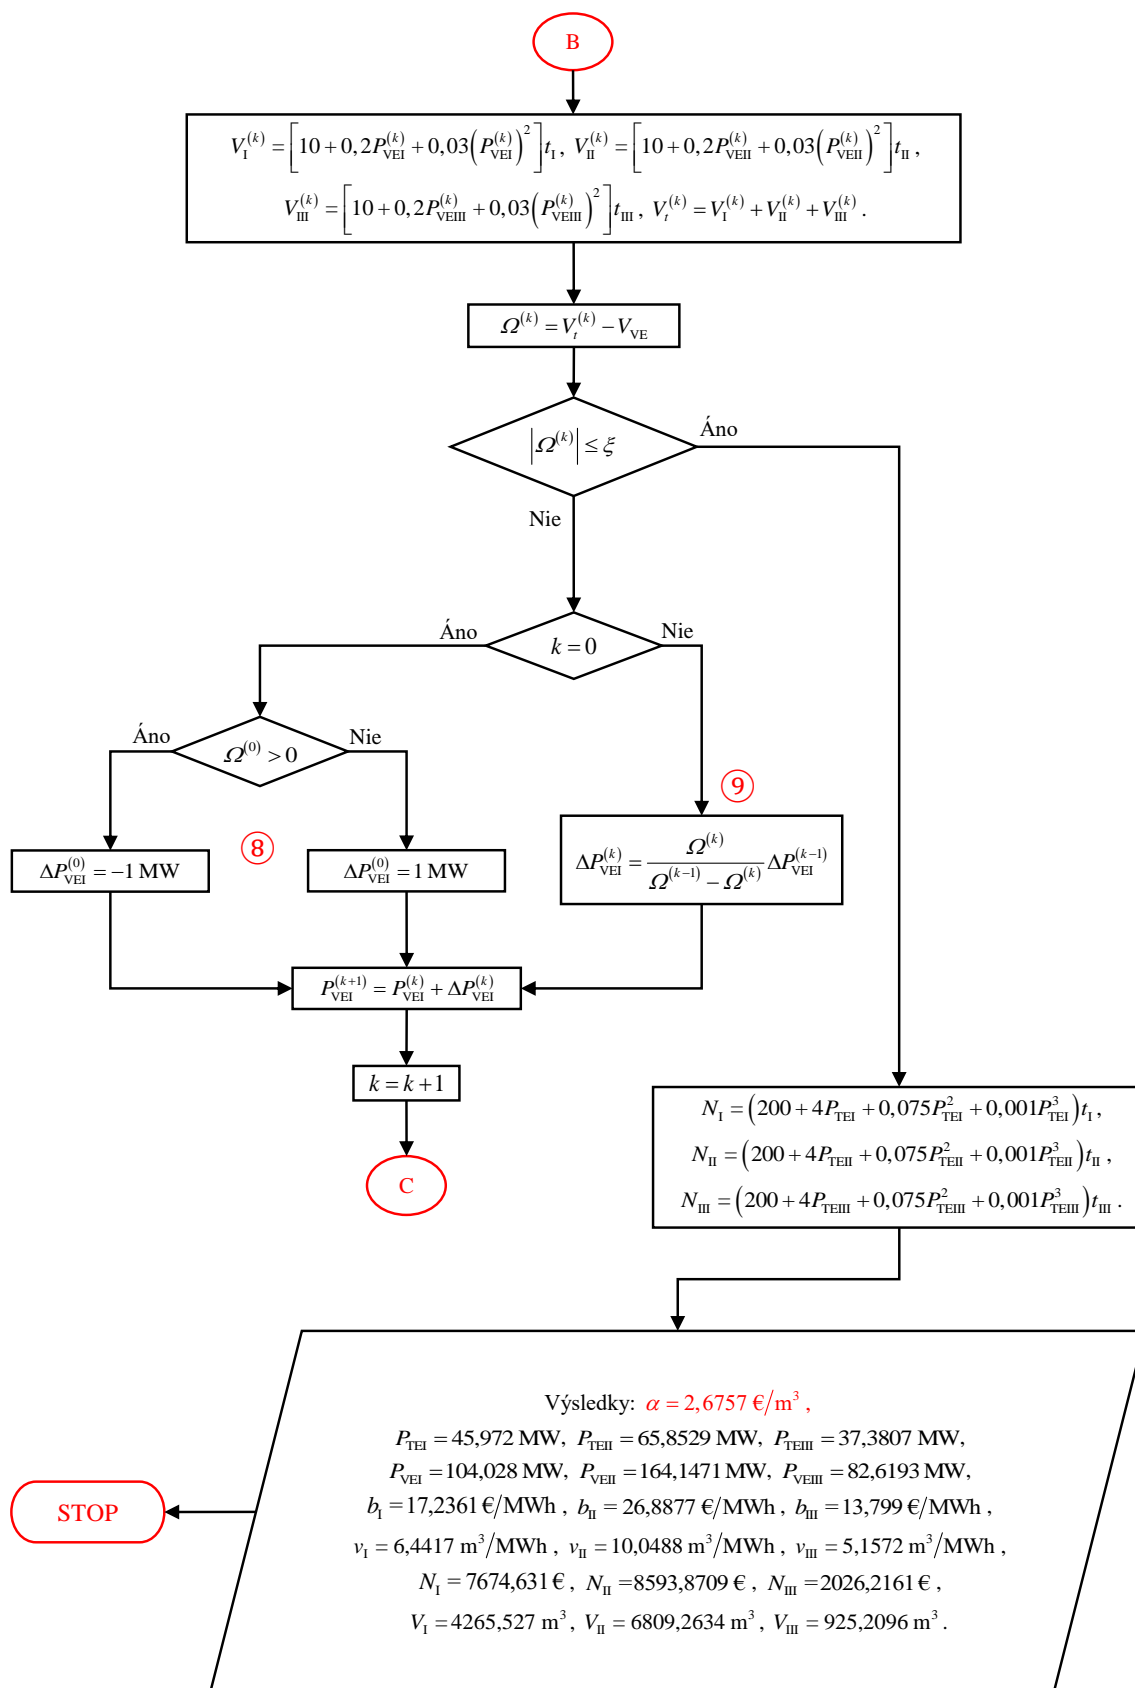 B
V_I^(k) = [10 + 0,2P_VEI^(k) + 0,03(P_VEI^(k))^2]t_I , V_II^(k) = [10 + 0,2P_VEII^(k) + 0,03(P_VEII^(k))^2]t_II ,
V_III^(k) = [10 + 0,2P_VEIII^(k) + 0,03(P_VEIII^(k))^2]t_III , V_t^(k) = V_I^(k) + V_II^(k) + V_III^(k) .
Ω^(k) = V_t^(k) − V_VE
|Ω^(k)| ≤ ξ
Áno
Nie
k = 0
Áno
Nie
Ω^(0) > 0
Áno
Nie
⑧
⑨
ΔP_VEI^(0) = −1 MW
ΔP_VEI^(0) = 1 MW
ΔP_VEI^(k) = Ω^(k) / (Ω^(k−1) − Ω^(k)) ΔP_VEI^(k−1)
P_VEI^(k+1) = P_VEI^(k) + ΔP_VEI^(k)
k = k + 1
C
N_I = (200 + 4P_TEI + 0,075P_TEI^2 + 0,001P_TEI^3)t_I ,
N_II = (200 + 4P_TEII + 0,075P_TEII^2 + 0,001P_TEII^3)t_II ,
N_III = (200 + 4P_TEIII + 0,075P_TEIII^2 + 0,001P_TEIII^3)t_III .
Výsledky: α = 2,6757 €/m³ ,
P_TEI = 45,972 MW, P_TEII = 65,8529 MW, P_TEIII = 37,3807 MW,
P_VEI = 104,028 MW, P_VEII = 164,1471 MW, P_VEIII = 82,6193 MW,
b_I = 17,2361 €/MWh , b_II = 26,8877 €/MWh , b_III = 13,799 €/MWh ,
v_I = 6,4417 m³/MWh , v_II = 10,0488 m³/MWh , v_III = 5,1572 m³/MWh ,
N_I = 7674,631 € , N_II = 8593,8709 € , N_III = 2026,2161 € ,
V_I = 4265,527 m³ , V_II = 6809,2634 m³ , V_III = 925,2096 m³ .
STOP